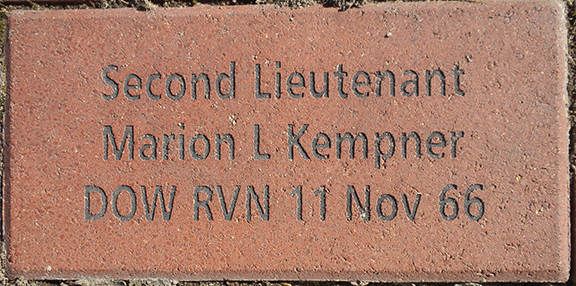 Second Lieutenant
Marion L Kempner
DOW RVN 11 Nov 66